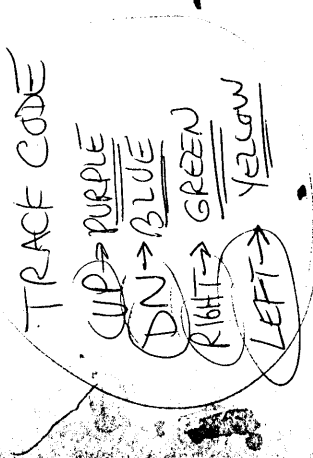 TRACE CODE
UP → PURPLE
DN → BLUE
RIGHT → GREEN
LEFT → YELLOW